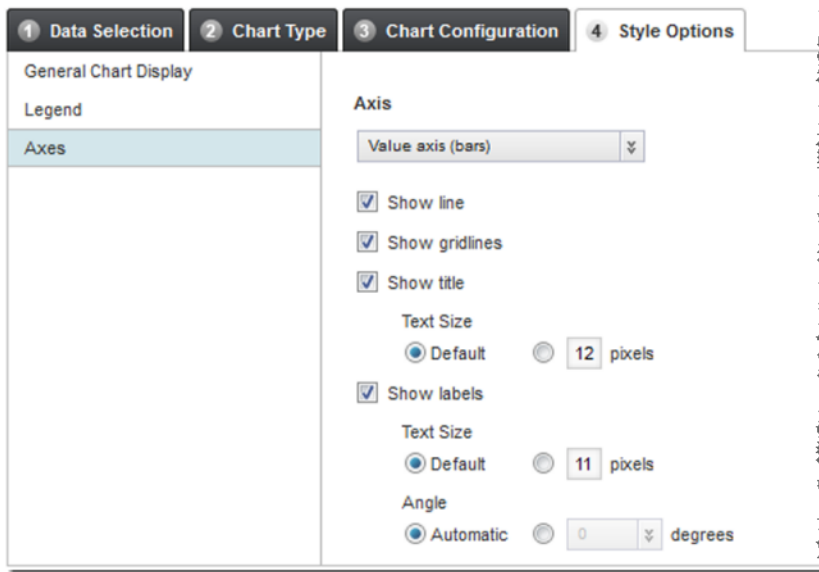 1 Data Selection 2 Chart Type 3 Chart Configuration 4 Style Options
General Chart Display
Legend
Axes
Axis
Value axis (bars)
Show line
Show gridlines
Show title
Text Size
Default 12 pixels
Show labels
Text Size
Default 11 pixels
Angle
Automatic 0 degrees